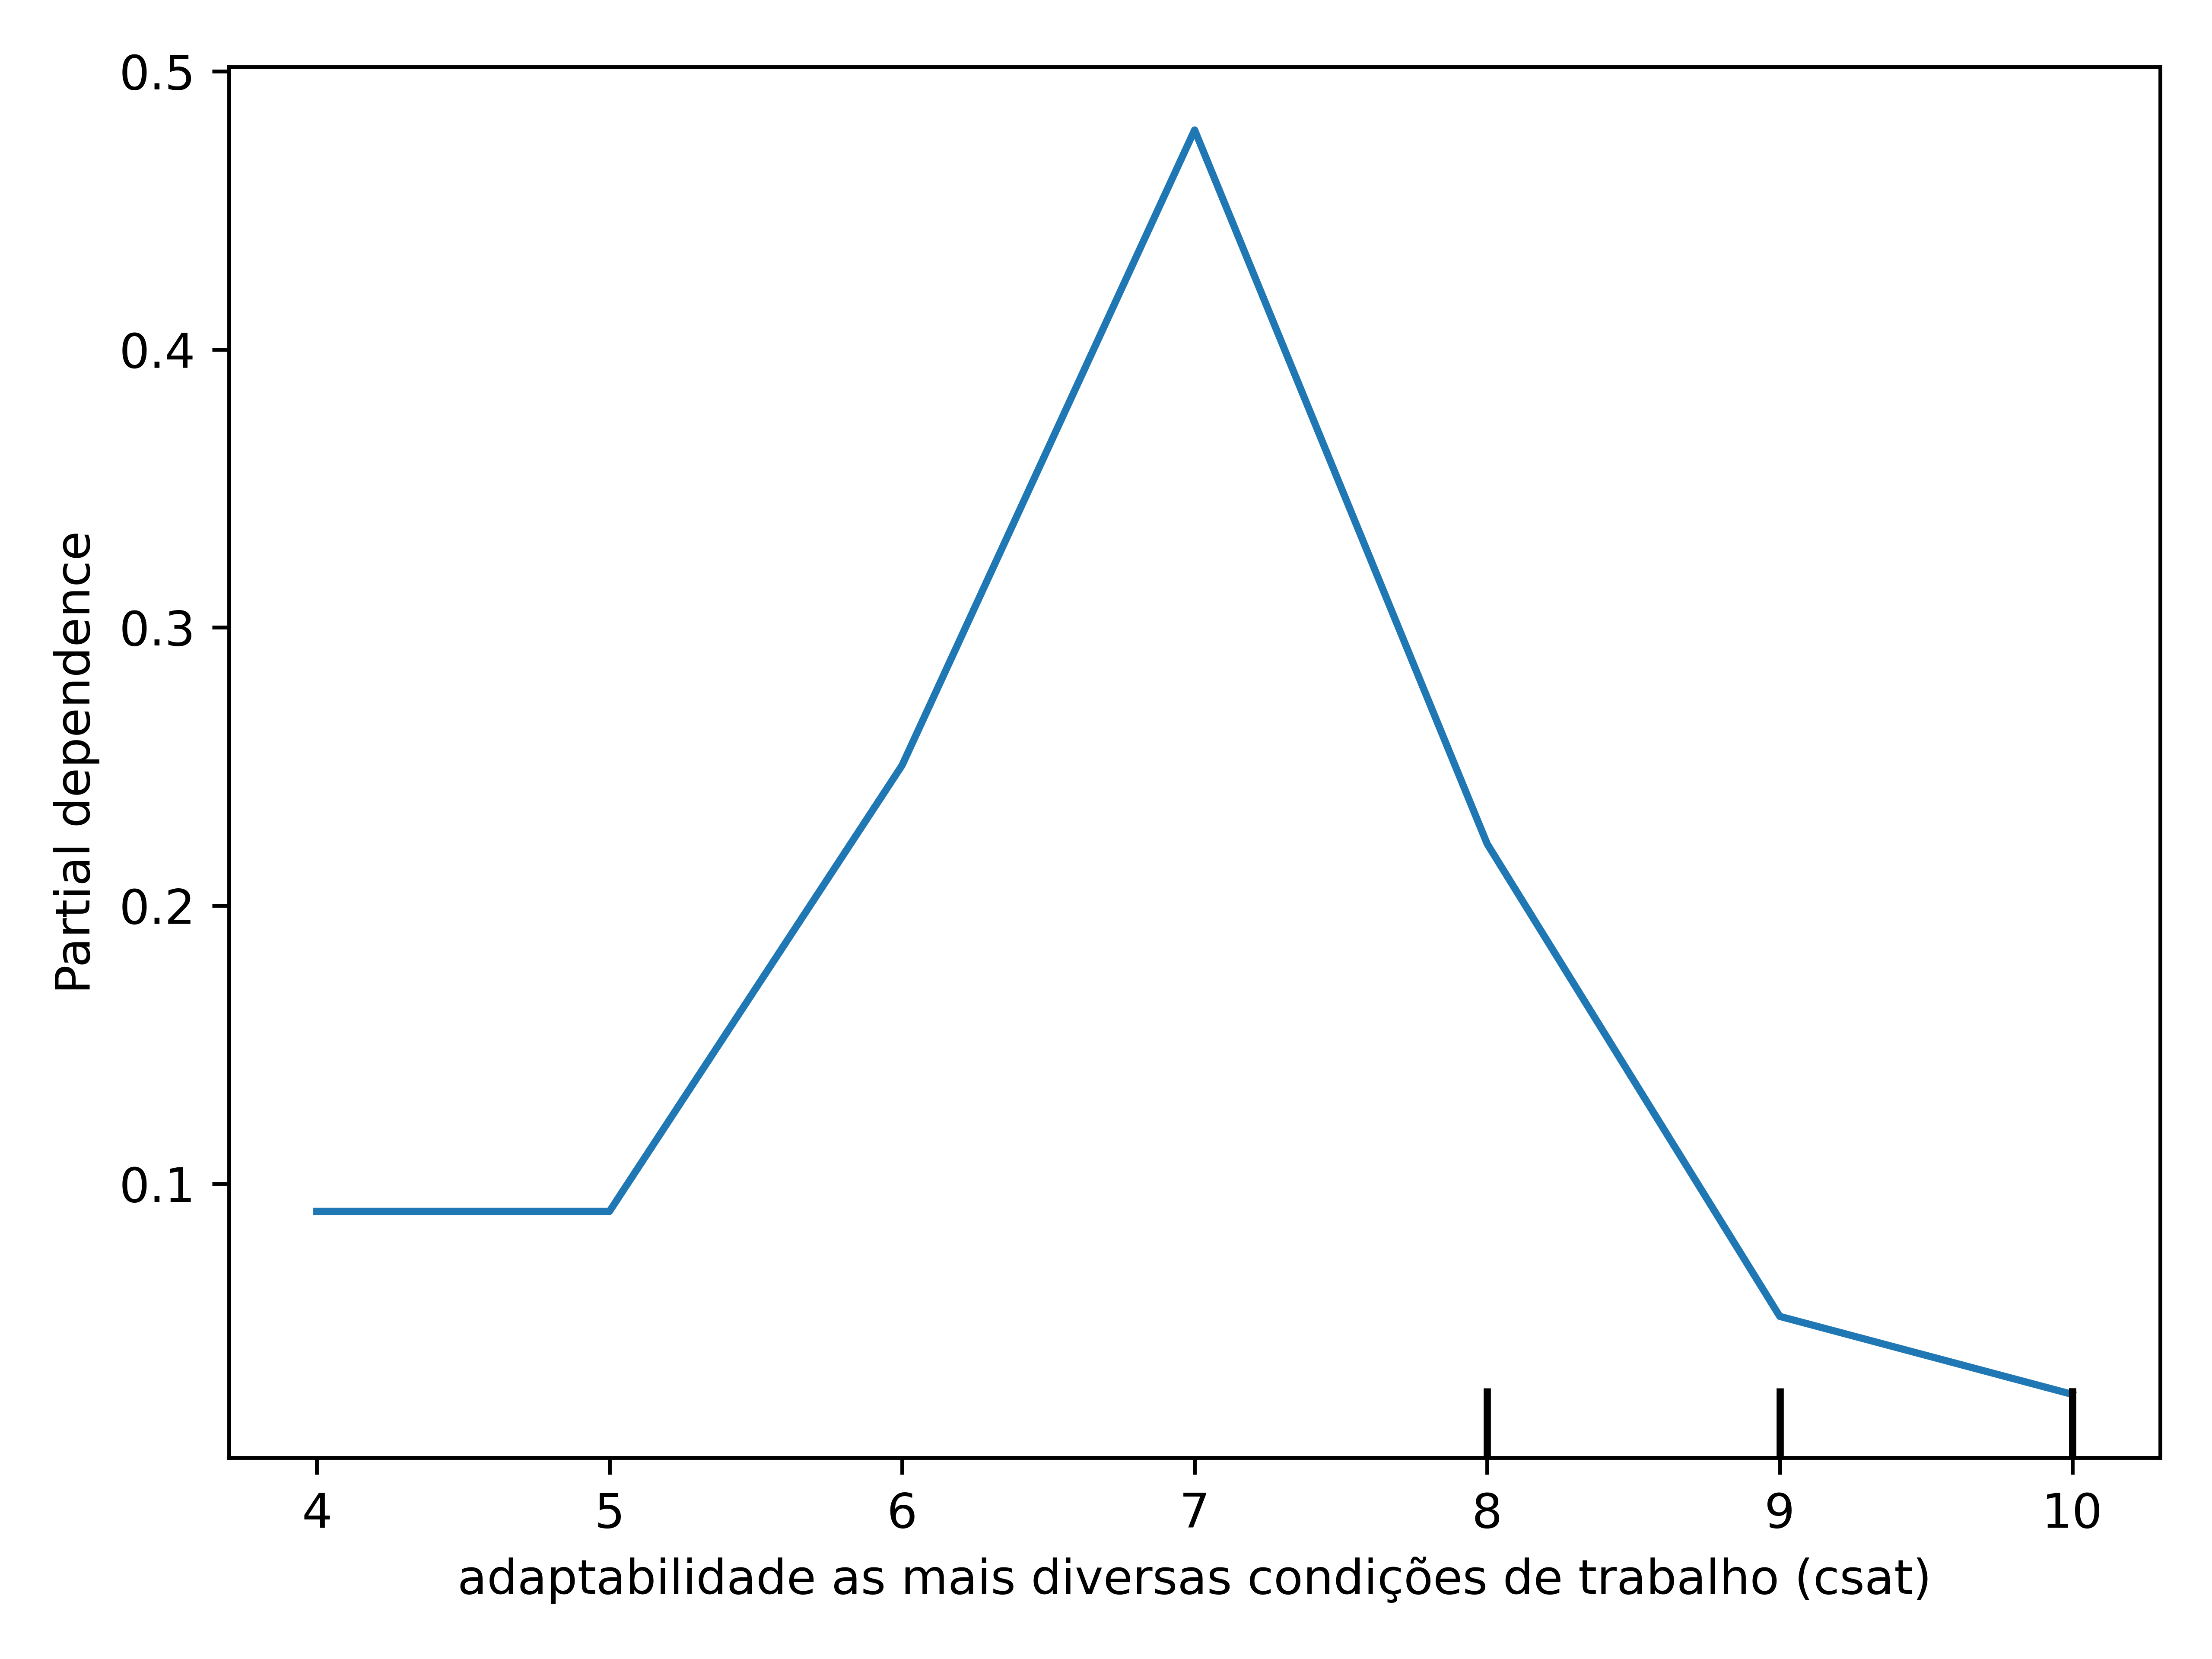 0.5
0.4
0.3
0.2
0.1
Partial dependence
4 5 6 7 8 9 10
adaptabilidade as mais diversas condições de trabalho (csat)